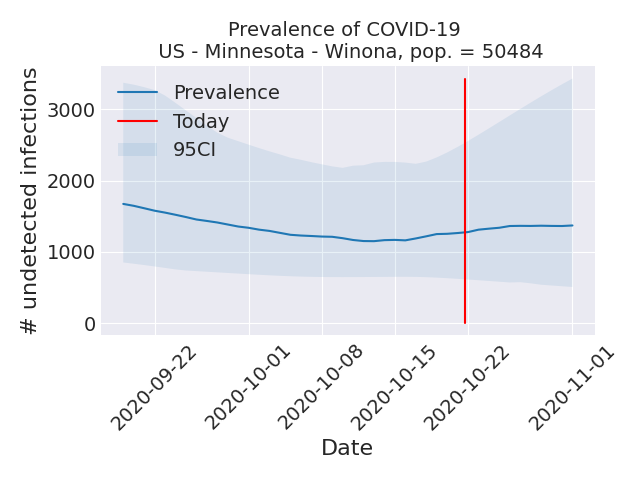 Prevalence of COVID-19
US - Minnesota - Winona, pop. = 50484
# undetected infections
3000
2000
1000
0
Prevalence
Today
95CI
2020-09-22
2020-10-01
2020-10-08
2020-10-15
2020-10-22
2020-11-01
Date